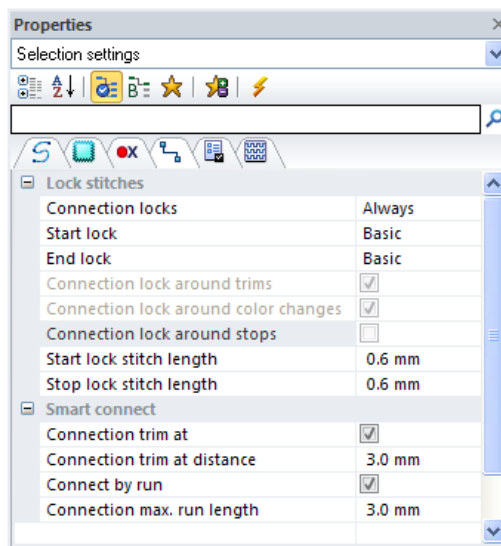 Properties
Selection settings
Lock stitches
Connection locks Always
Start lock Basic
End lock Basic
Connection lock around trims
Connection lock around color changes
Connection lock around stops
Start lock stitch length 0.6 mm
Stop lock stitch length 0.6 mm
Smart connect
Connection trim at
Connection trim at distance 3.0 mm
Connect by run
Connection max. run length 3.0 mm